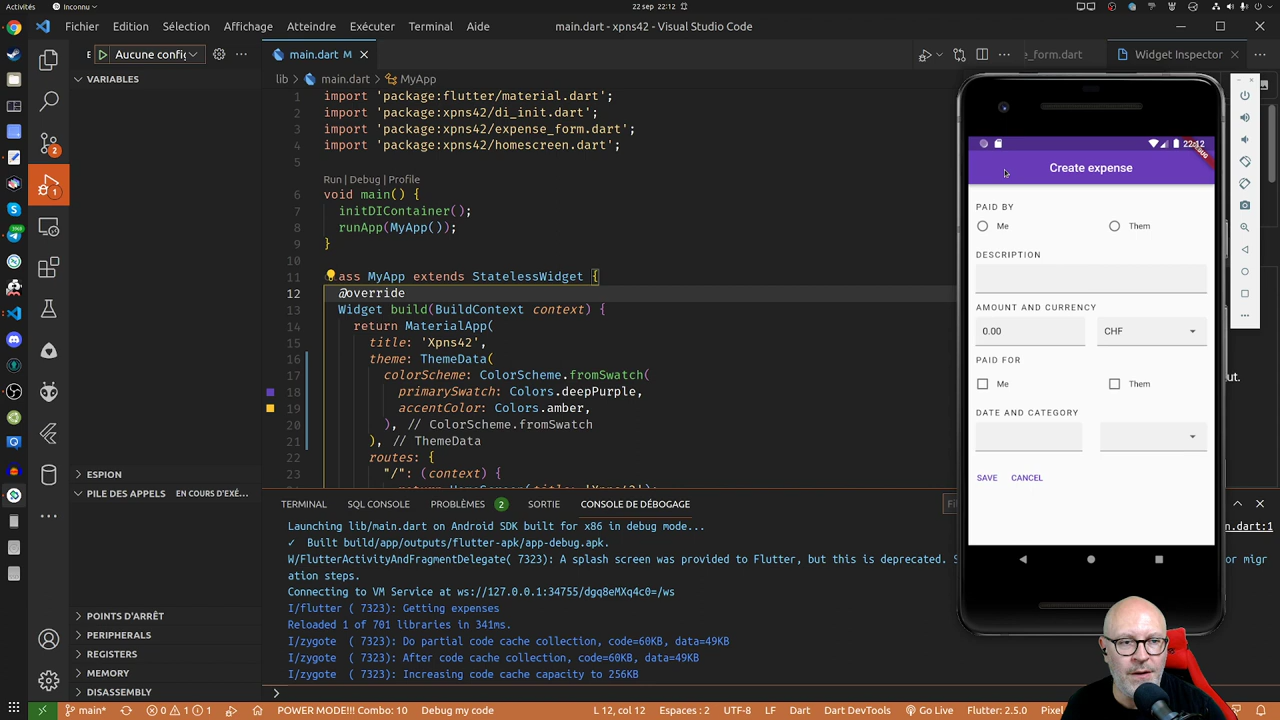 Activités
Inconnu
22 sep 22:12
Fichier Edition Sélection Affichage Atteindre Exécuter Terminal Aide
main.dart - xpns42 - Visual Studio Code
Aucune config
main.dart M
e_form.dart
Widget Inspector
VARIABLES
lib > main.dart > MyApp
1 import 'package:flutter/material.dart';
2 import 'package:xpns42/di_init.dart';
3 import 'package:xpns42/expense_form.dart';
4 import 'package:xpns42/homescreen.dart';
5
Run | Debug | Profile
6 void main() {
7 initDIContainer();
8 runApp(MyApp());
9 }
10
11 ass MyApp extends StatelessWidget {
12 @override
13 Widget build(BuildContext context) {
14 return MaterialApp(
15 title: 'Xpns42',
16 theme: ThemeData(
17 colorScheme: ColorScheme.fromSwatch(
18 primarySwatch: Colors.deepPurple,
19 accentColor: Colors.amber,
20 ), // ColorScheme.fromSwatch
21 ), // ThemeData
22 routes: {
23 "/": (context) {
22:12
Create expense
PAID BY
Me Them
DESCRIPTION
AMOUNT AND CURRENCY
0.00 CHF
PAID FOR
Me Them
DATE AND CATEGORY
SAVE CANCEL
ut.
ESPION
PILE DES APPELS EN COURS D'EXÉ...
POINTS D'ARRÊT
PERIPHERALS
REGISTERS
MEMORY
DISASSEMBLY
TERMINAL SQL CONSOLE PROBLÈMES 2 SORTIE CONSOLE DE DÉBOGAGE
Launching lib/main.dart on Android SDK built for x86 in debug mode...
✓ Built build/app/outputs/flutter-apk/app-debug.apk.
W/FlutterActivityAndFragmentDelegate( 7323): A splash screen was provided to Flutter, but this is deprecated. S
or migr
ation steps.
Connecting to VM Service at ws://127.0.0.1:34755/dgq8eMXq4c0=/ws
I/flutter ( 7323): Getting expenses
Reloaded 1 of 701 libraries in 341ms.
I/zygote ( 7323): Do partial code cache collection, code=60KB, data=49KB
I/zygote ( 7323): After code cache collection, code=60KB, data=49KB
I/zygote ( 7323): Increasing code cache capacity to 256KB
main* 0 1 1 POWER MODE!!! Combo: 10 Debug my code
L 12, col 12 Espaces : 2 UTF-8 LF Dart Dart DevTools Go Live Flutter: 2.5.0 Pixel